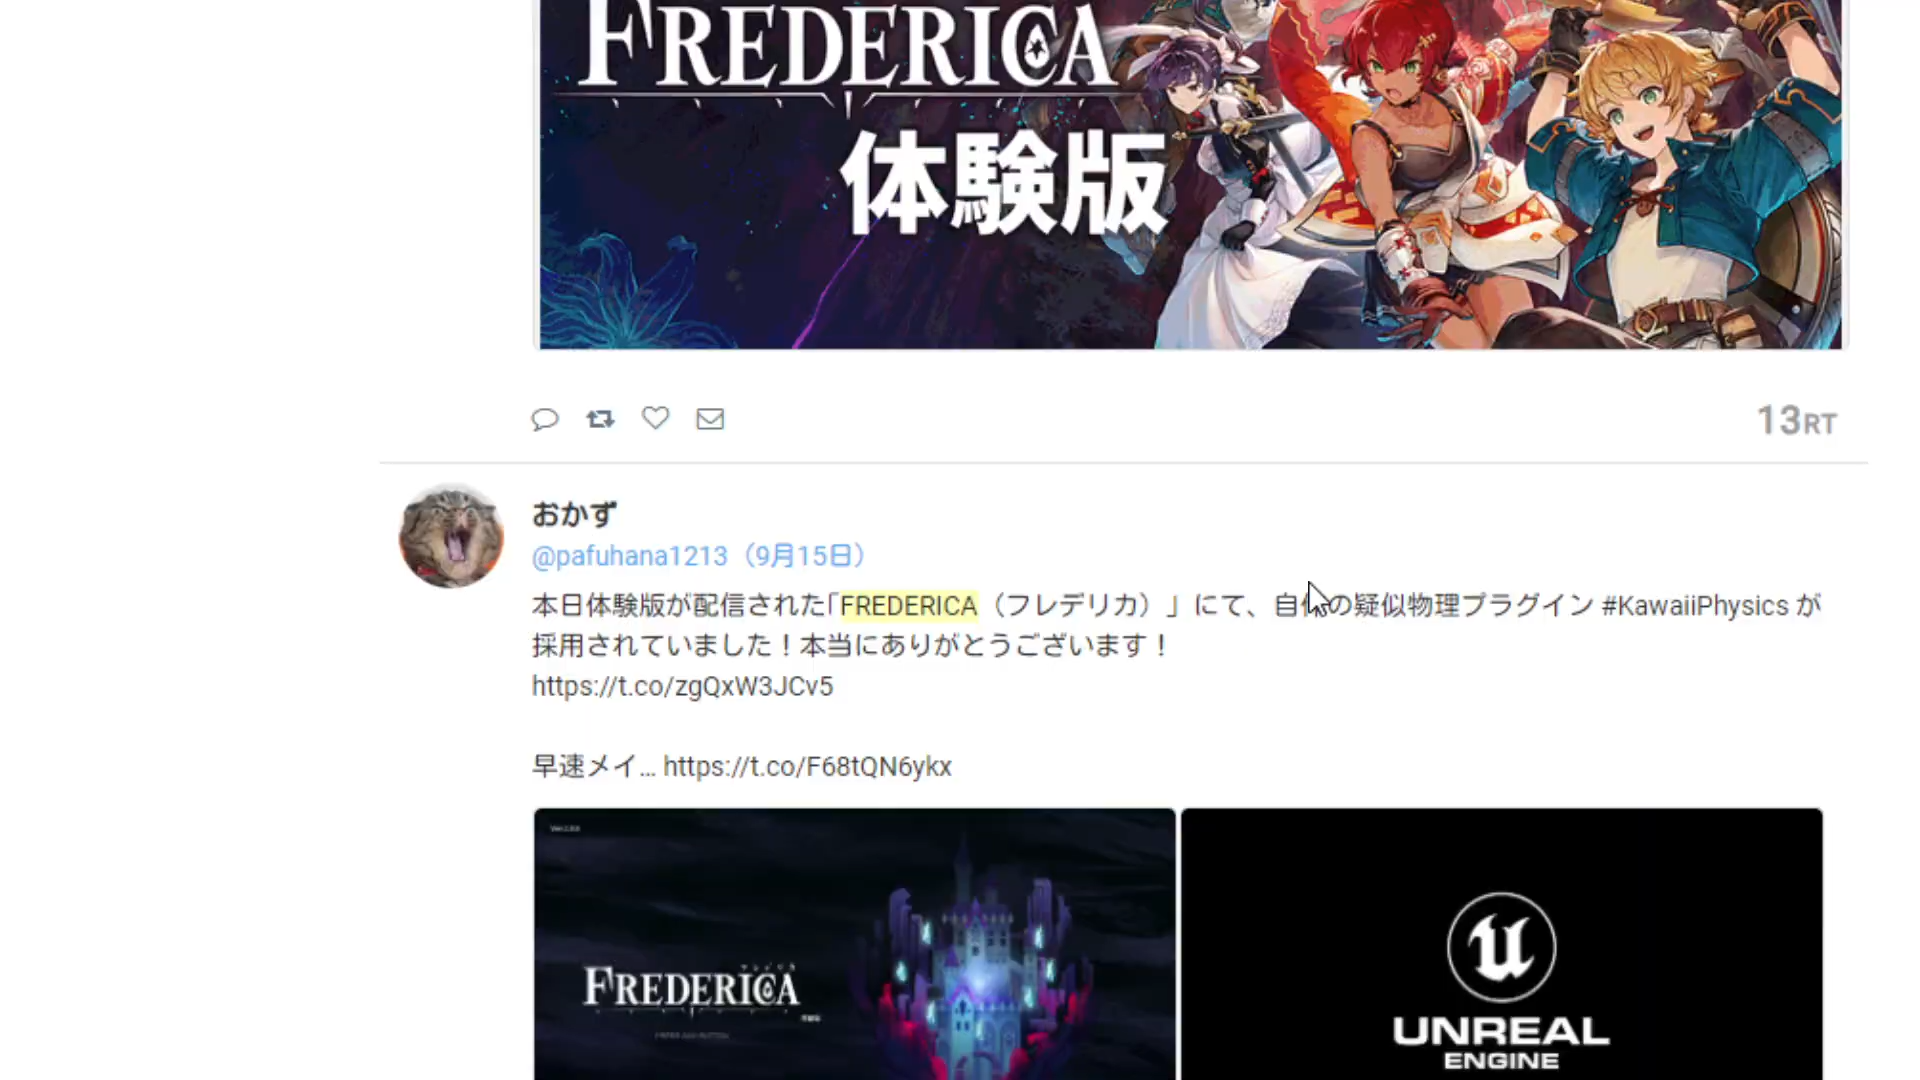 FREDERICA
体験版
13RT
おかず
@pafuhana1213（9月15日）
本日体験版が配信された｢FREDERICA（フレデリカ）」にて、自作の疑似物理プラグイン #KawaiiPhysics が
採用されていました！本当にありがとうございます！
https://t.co/zgQxW3JCv5
早速メイ… https://t.co/F68tQN6ykx
FREDERICA
UNREAL
ENGINE